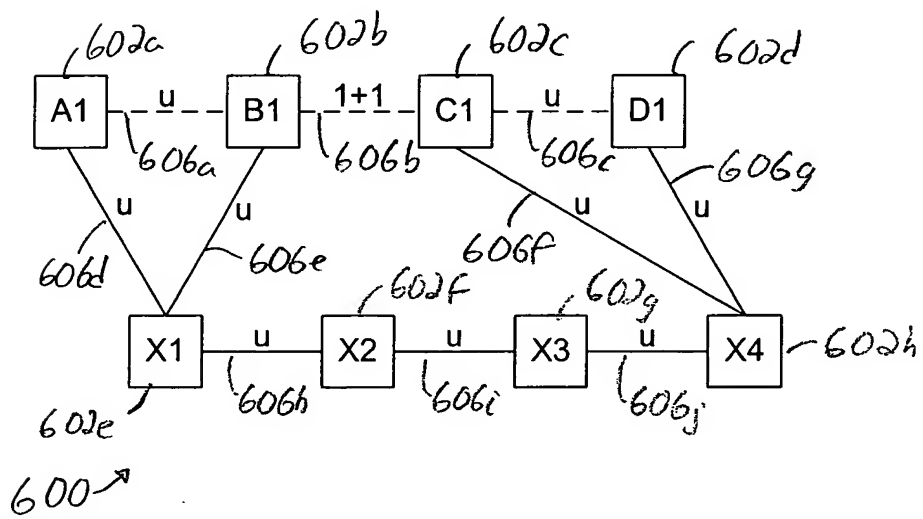 602a 602b 602c 602d
A1 u B1 1+1 C1 u D1
606a 606b 606c 606g
u u u u
606d 606e 606f
602f 602g
X1 u X2 u X3 u X4 602h
606h 606i 606j
602e
600